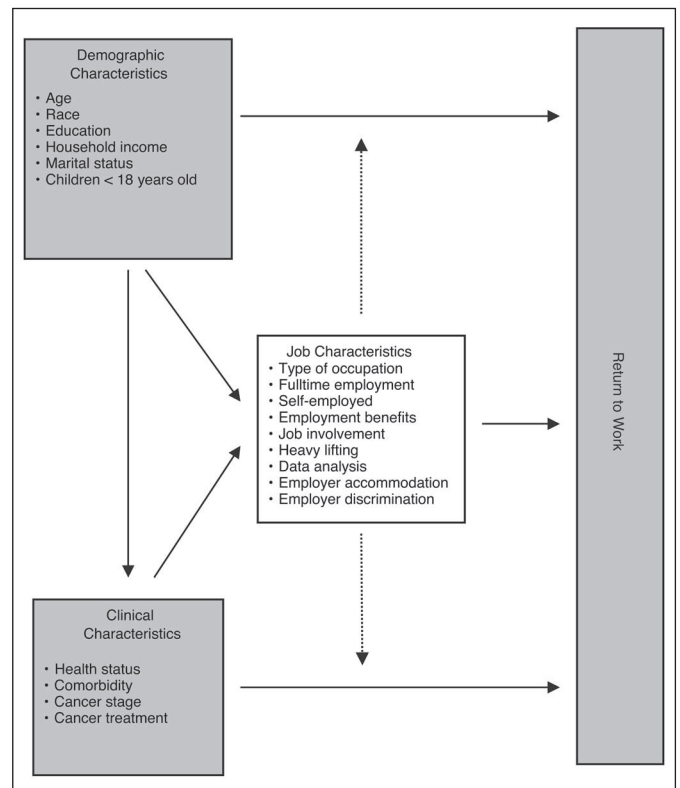 Demographic
Characteristics
• Age
• Race
• Education
• Household income
• Marital status
• Children < 18 years old
Job Characteristics
• Type of occupation
• Fulltime employment
• Self-employed
• Employment benefits
• Job involvement
• Heavy lifting
• Data analysis
• Employer accommodation
• Employer discrimination
Clinical
Characteristics
• Health status
• Comorbidity
• Cancer stage
• Cancer treatment
Return to Work